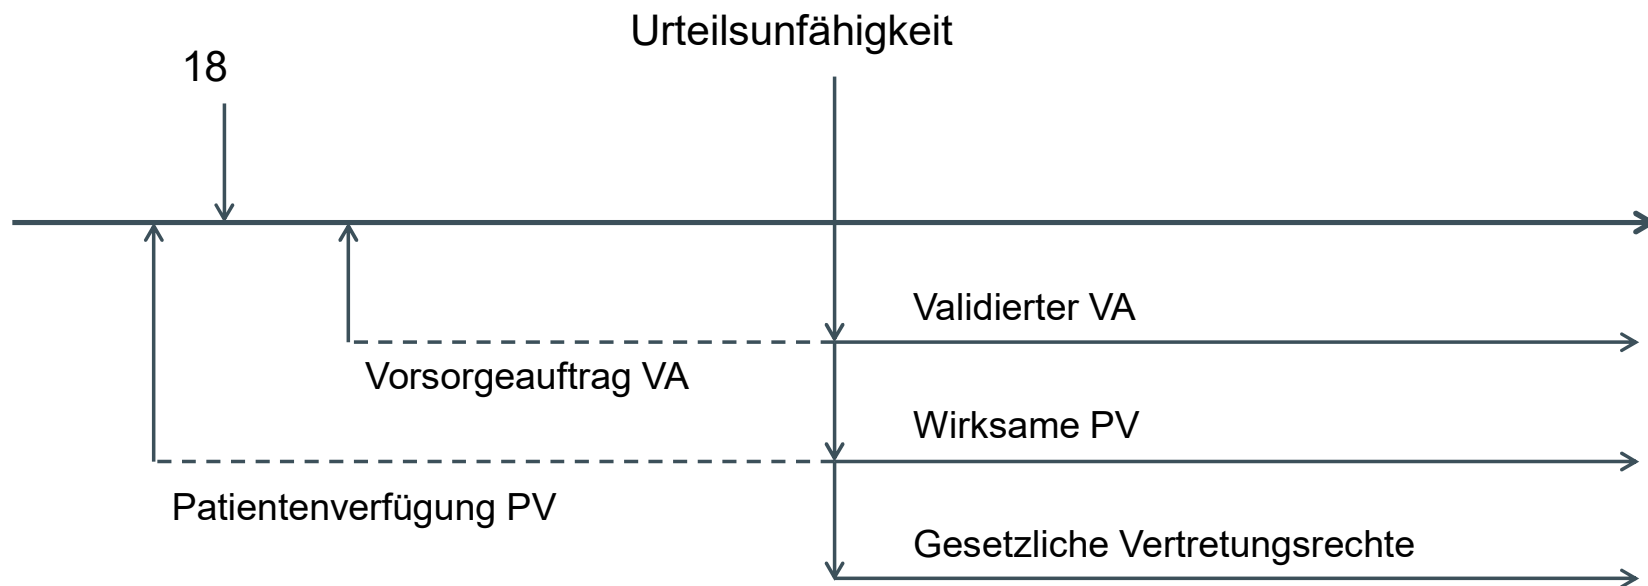 Urteilsunfähigkeit
18
Validierter VA
Vorsorgeauftrag VA
Wirksame PV
Patientenverfügung PV
Gesetzliche Vertretungsrechte